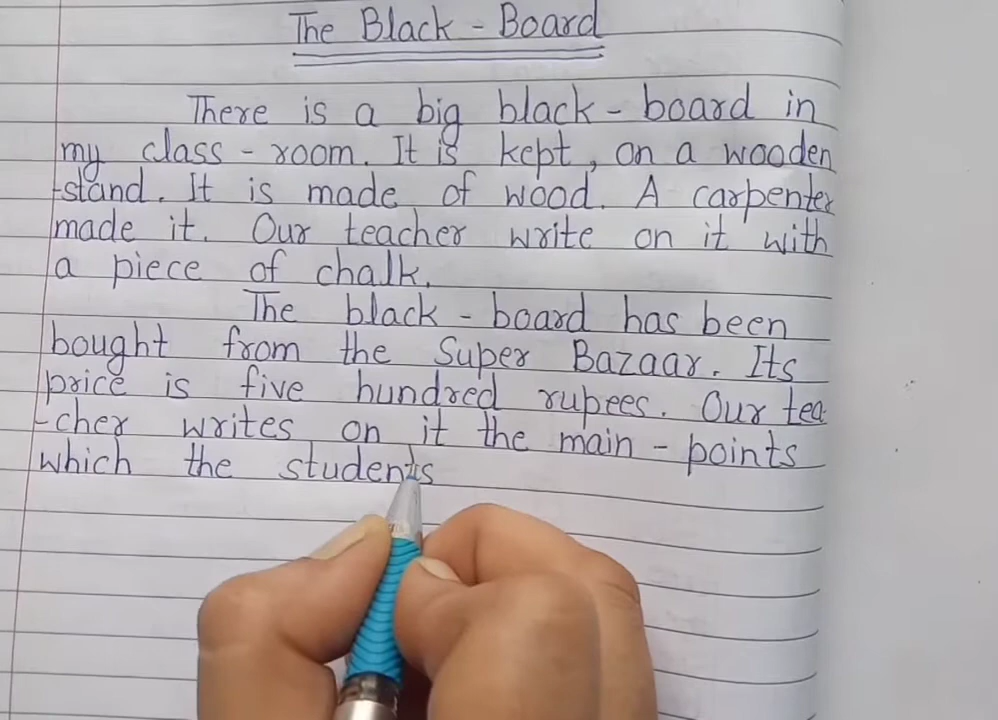 The Black - Board
There is a big black - board in
my class - room. It is kept, on a wooden
-stand. It is made of wood. A carpenter
made it. Our teacher write on it with
a piece of chalk.
The black - board has been
bought from the Super Bazaar. Its
price is five hundred rupees. Our tea
-cher writes on it the main - points
which the students